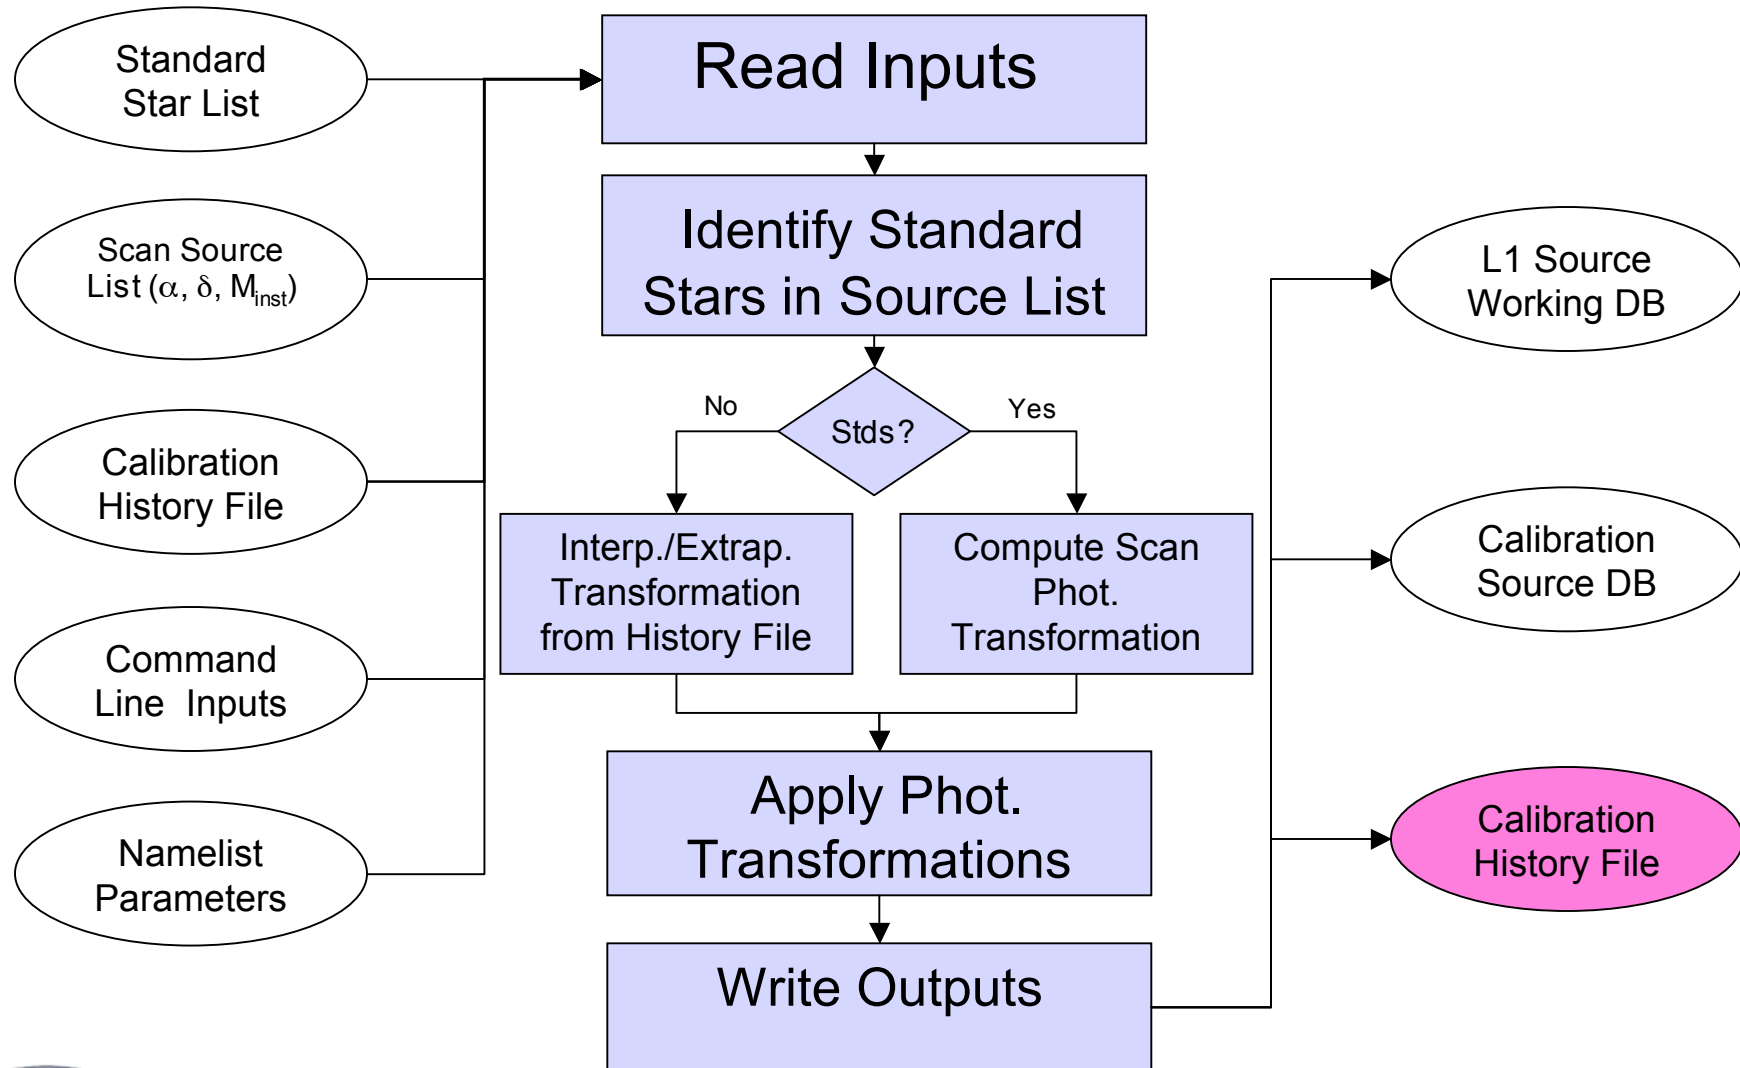 Standard
Star List
Scan Source
List (α, δ, Minst)
Calibration
History File
Command
Line Inputs
Namelist
Parameters
Read Inputs
Identify Standard
Stars in Source List
No
Stds?
Yes
Interp./Extrap.
Transformation
from History File
Compute Scan
Phot.
Transformation
Apply Phot.
Transformations
Write Outputs
L1 Source
Working DB
Calibration
Source DB
Calibration
History File